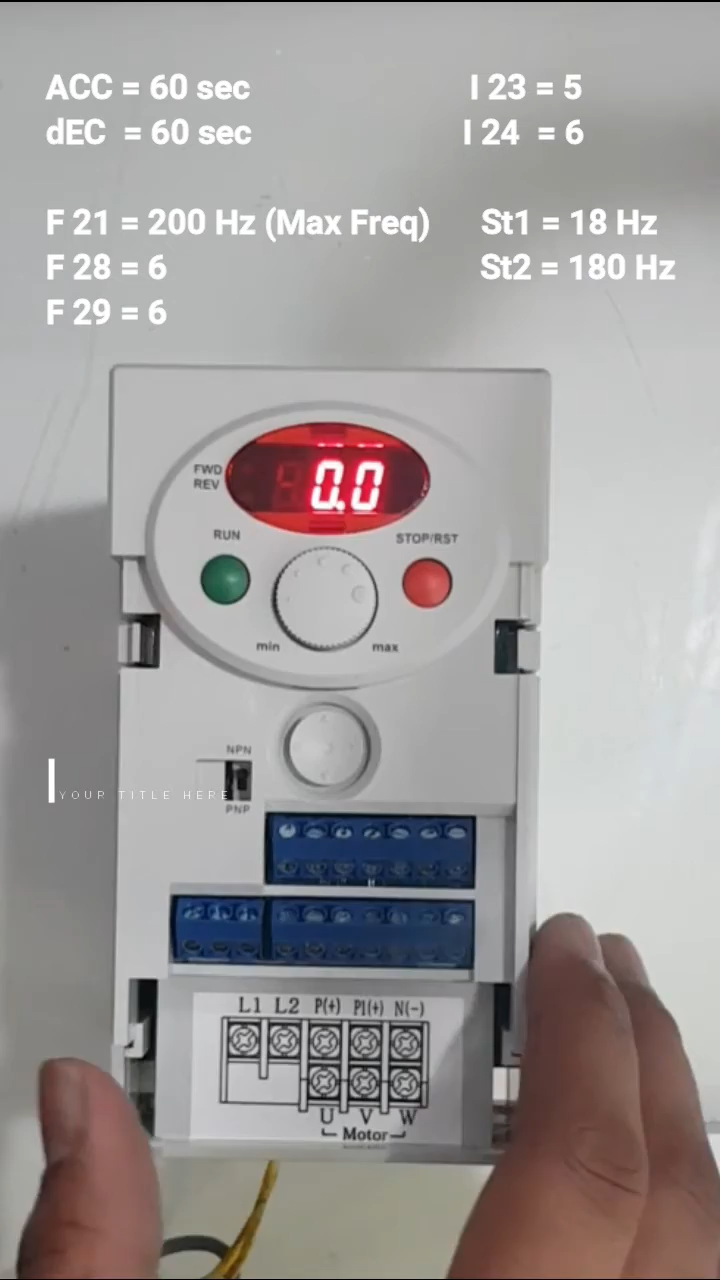 ACC = 60 sec
dEC = 60 sec
I 23 = 5
I 24 = 6
F 21 = 200 Hz (Max Freq)
F 28 = 6
F 29 = 6
St1 = 18 Hz
St2 = 180 Hz
FWD
REV
0.0
RUN
STOP/RST
min
max
NPN
YOUR TITLE HERE
PNP
L1 L2 P(+) P1(+) N(-)
U V W
Motor